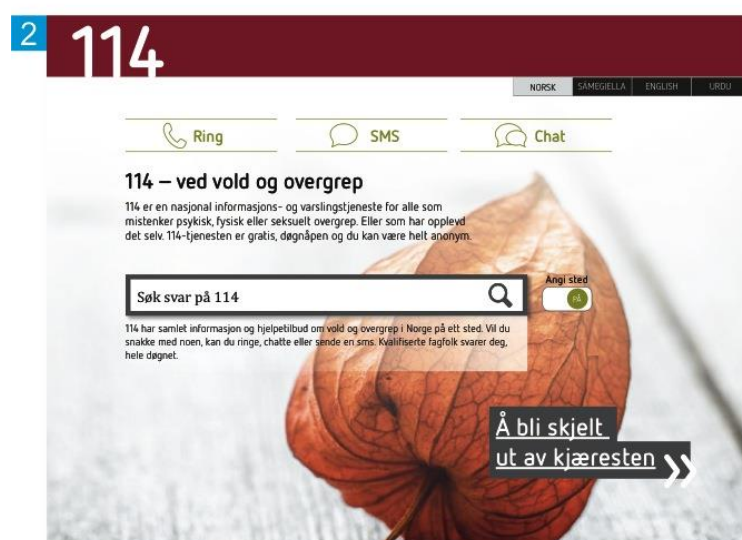 2
114
NORSK SÁMEGIELLA ENGLISH URDU
Ring SMS Chat
114 – ved vold og overgrep
114 er en nasjonal informasjons- og varslingstjeneste for alle som
mistenker psykisk, fysisk eller seksuelt overgrep. Eller som har opplevd
det selv. 114-tjenesten er gratis, døgnåpen og du kan være helt anonym.
Søk svar på 114
Angi sted
PÅ
114 har samlet informasjon og hjelpetilbud om vold og overgrep i Norge på ett sted. Vil du
snakke med noen, kan du ringe, chatte eller sende en sms. Kvalifiserte fagfolk svarer deg,
hele døgnet.
Å bli skjelt
ut av kjæresten